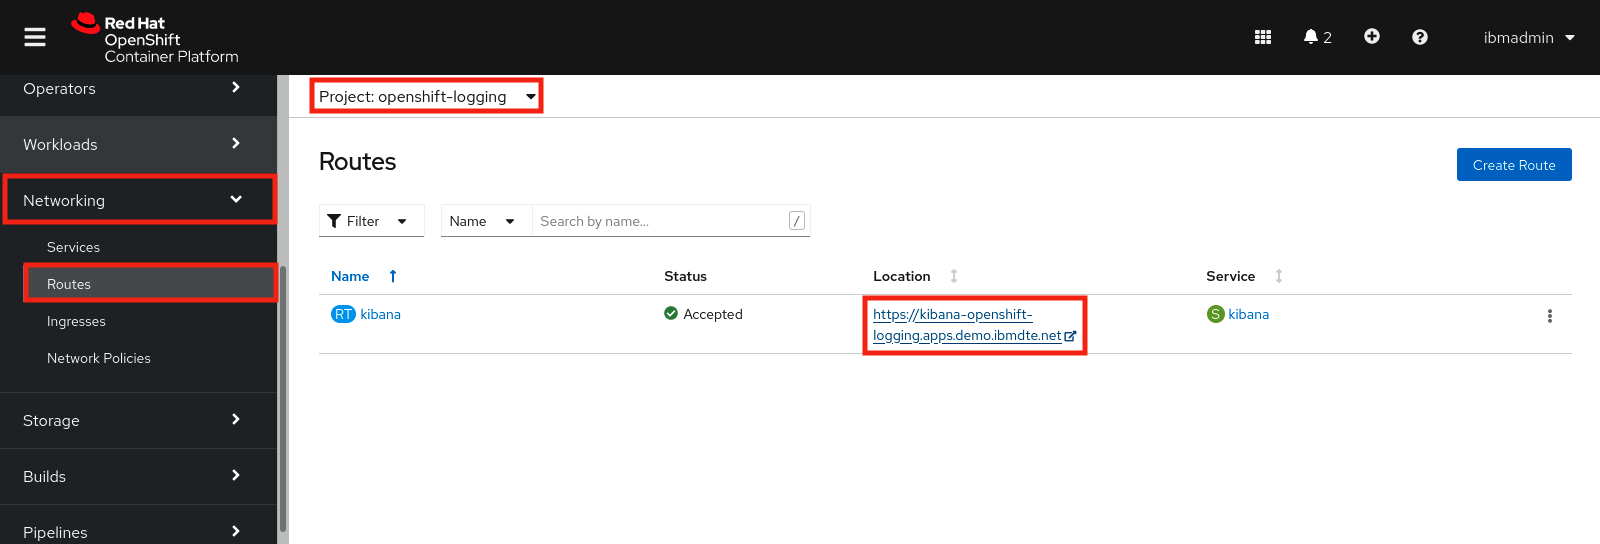 Red Hat
OpenShift
Container Platform
2
ibmadmin
Operators
Workloads
Networking
Services
Routes
Ingresses
Network Policies
Storage
Builds
Pipelines
Project: openshift-logging
Routes
Create Route
Filter
Name
Search by name...
/
Name
Status
Location
Service
RT kibana
Accepted
https://kibana-openshift-
logging.apps.demo.ibmdte.net
S kibana